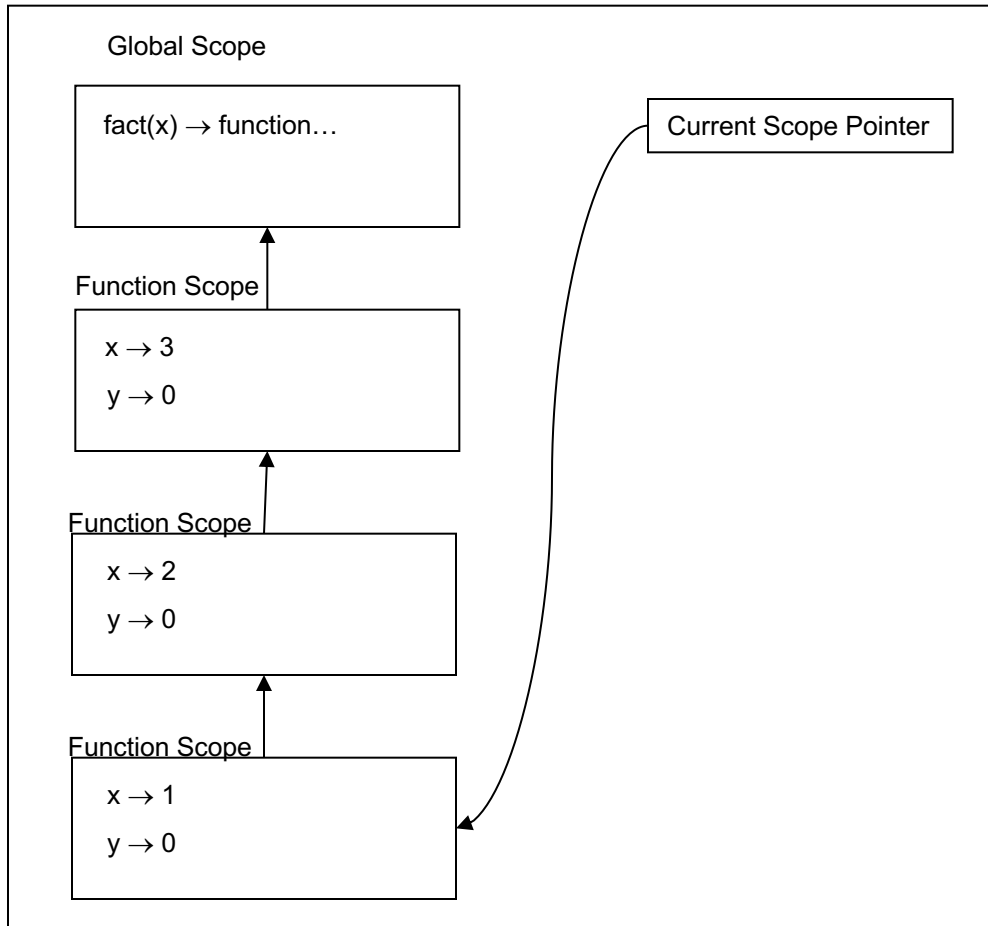 Global Scope
fact(x) → function…
Current Scope Pointer
Function Scope
x → 3
y → 0
Function Scope
x → 2
y → 0
Function Scope
x → 1
y → 0